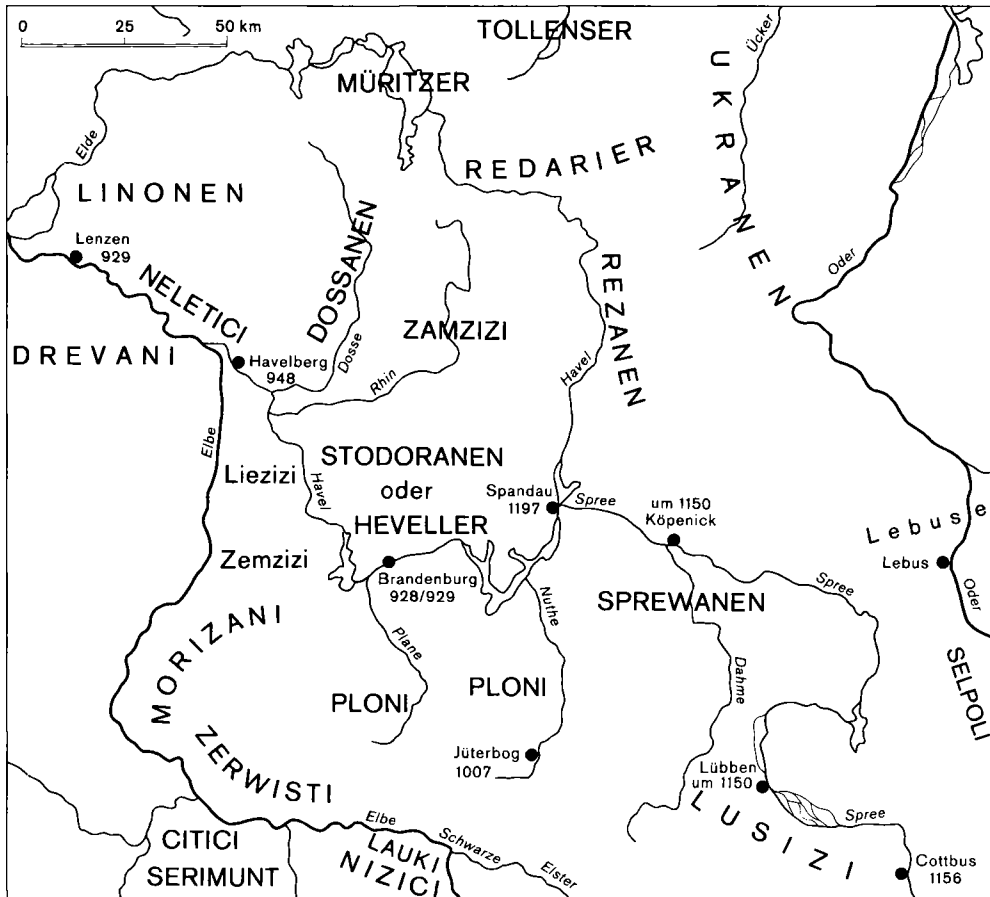 0 25 50 km
TOLLENSER
MÜRITZER
Ücker
UKRANEN
REDARIER
Elde
LINONEN
Lenzen
929
NELETICI
DOSSANEN
Dosse
ZAMZIZI
Rhin
REZANEN
Havel
Oder
DREVANI
Havelberg
948
Elbe
Liezizi
Havel
STODORANEN
oder
HEVELLER
Spandau
1197
Spree
um 1150
Köpenick
Lebuse
Lebus
Oder
Zemzizi
Brandenburg
928/929
SPREWANEN
Spree
Nuthe
Plane
Dahme
MORIZANI
PLONI
PLONI
SELPOLI
ZERWISTI
Jüterbog
1007
Lübben
um 1150
LUSIZI
Spree
Cottbus
1156
Elbe
Schwarze
Elster
CITICI
SERIMUNT
LAUKI
NIZICI